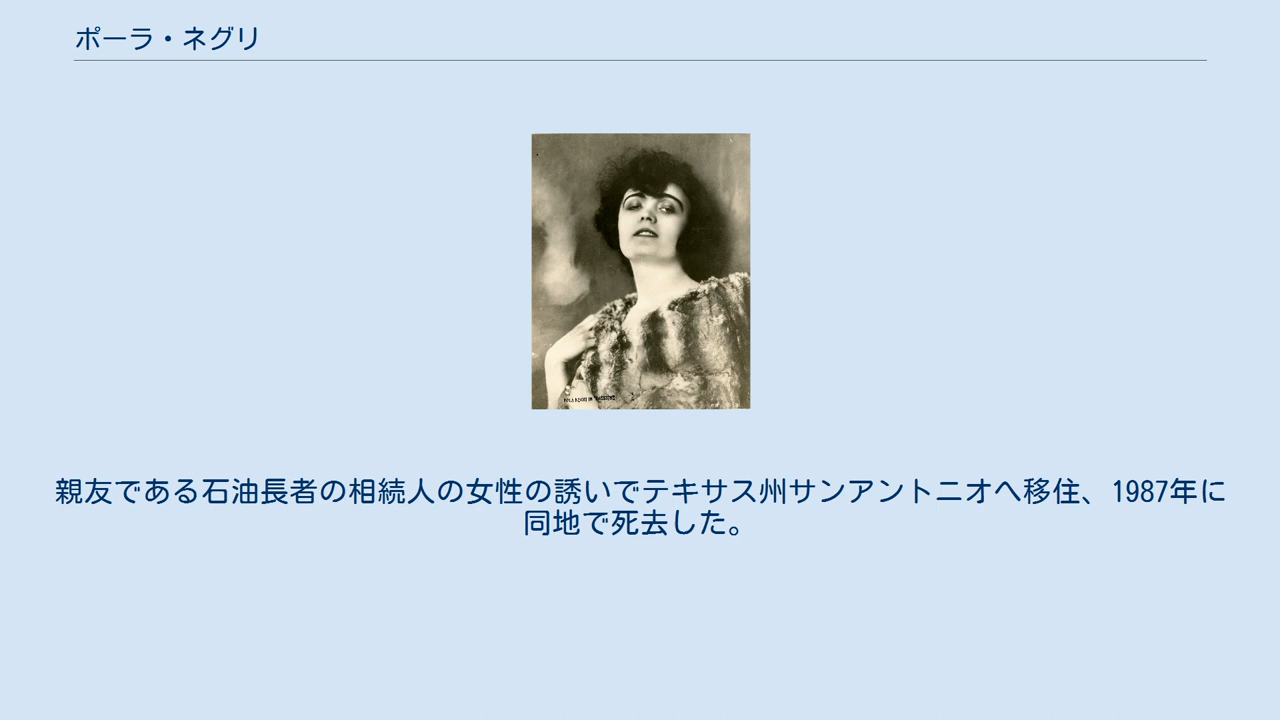 ポーラ・ネグリ
親友である石油長者の相続人の女性の誘いでテキサス州サンアントニオへ移住、1987年に
同地で死去した。